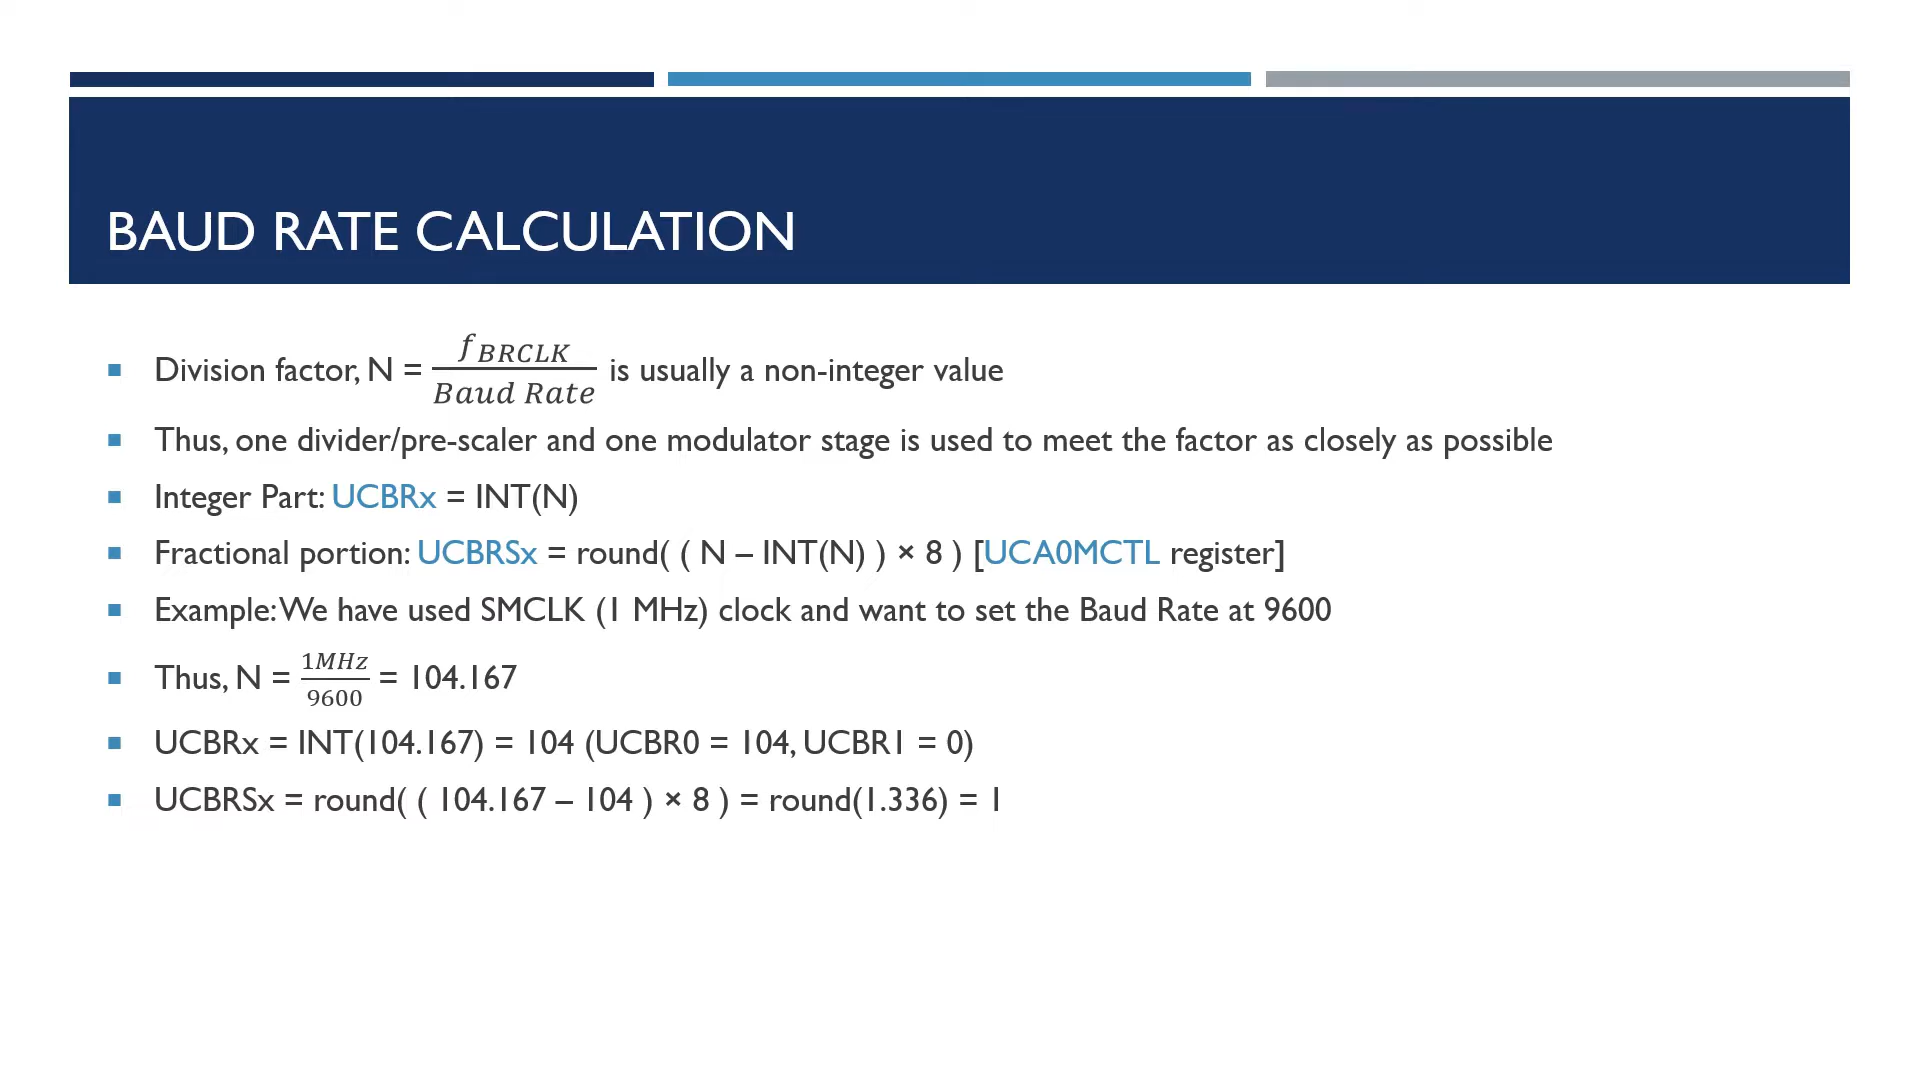 BAUD RATE CALCULATION
Division factor, N = \frac{f_{BRCLK}}{Baud Rate} is usually a non-integer value
Thus, one divider/pre-scaler and one modulator stage is used to meet the factor as closely as possible
Integer Part: UCBRx = INT(N)
Fractional portion: UCBRSx = round( ( N – INT(N) ) × 8 ) [UCA0MCTL register]
Example: We have used SMCLK (1 MHz) clock and want to set the Baud Rate at 9600
Thus, N = \frac{1MHz}{9600} = 104.167
UCBRx = INT(104.167) = 104 (UCBR0 = 104, UCBR1 = 0)
UCBRSx = round( ( 104.167 – 104 ) × 8 ) = round(1.336) = 1